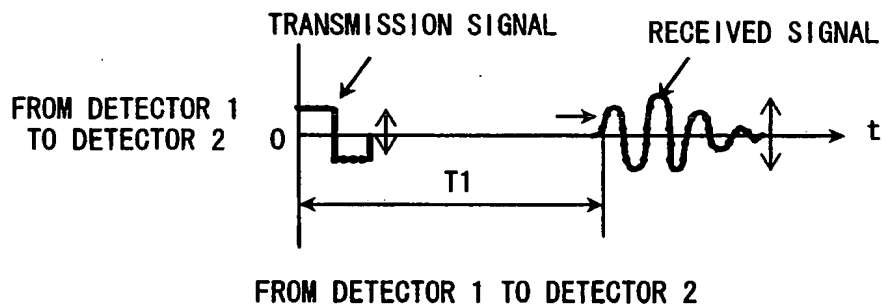 TRANSMISSION SIGNAL
RECEIVED SIGNAL
FROM DETECTOR 1
TO DETECTOR 2
0
t
T1
FROM DETECTOR 1 TO DETECTOR 2